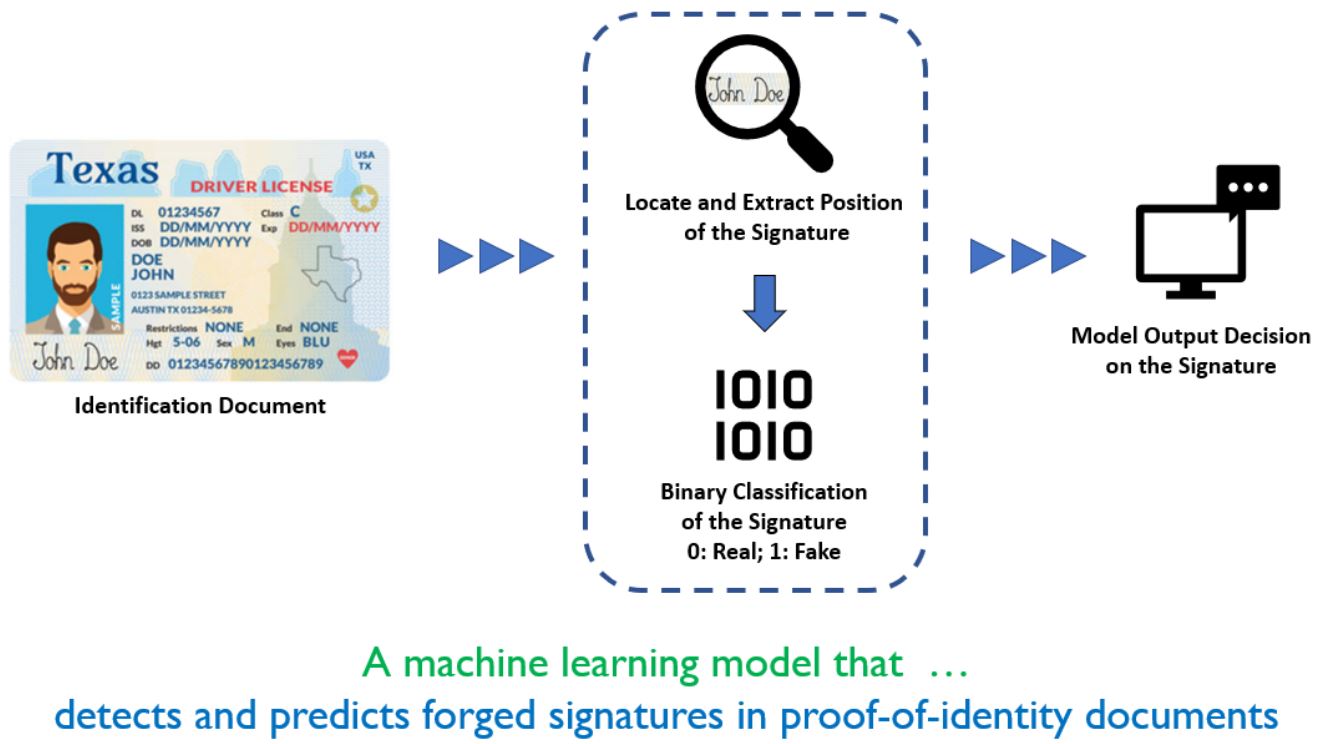 Texas
USA
TX
DRIVER LICENSE
DL 01234567 Class C
ISS DD/MM/YYYY Exp DD/MM/YYYY
DOB DD/MM/YYYY
DOE
JOHN
0123 SAMPLE STREET
AUSTIN TX 01234-5678
SAMPLE
Restrictions NONE End NONE
Hgt 5-06 Sex M Eyes BLU
John Doe
DD 01234567890123456789
Identification Document
John Doe
Locate and Extract Position
of the Signature
1010
1010
Binary Classification
of the Signature
0: Real; 1: Fake
Model Output Decision
on the Signature
A machine learning model that …
detects and predicts forged signatures in proof-of-identity documents